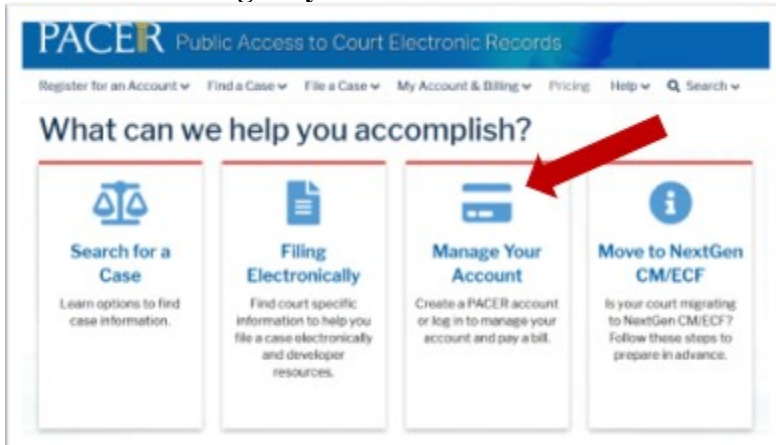 PACER Public Access to Court Electronic Records
Register for an Account Find a Case File a Case My Account & Billing Pricing Help Search
What can we help you accomplish?
Search for a
Case
Learn options to find
case information.
Filing
Electronically
Find court specific
information to help you
file a case electronically
and developer
resources.
Manage Your
Account
Create a PACER account
or log in to manage your
account and pay a bill.
Move to NextGen
CM/ECF
Is your court migrating
to NextGen CM/ECF?
Follow these steps to
prepare in advance.